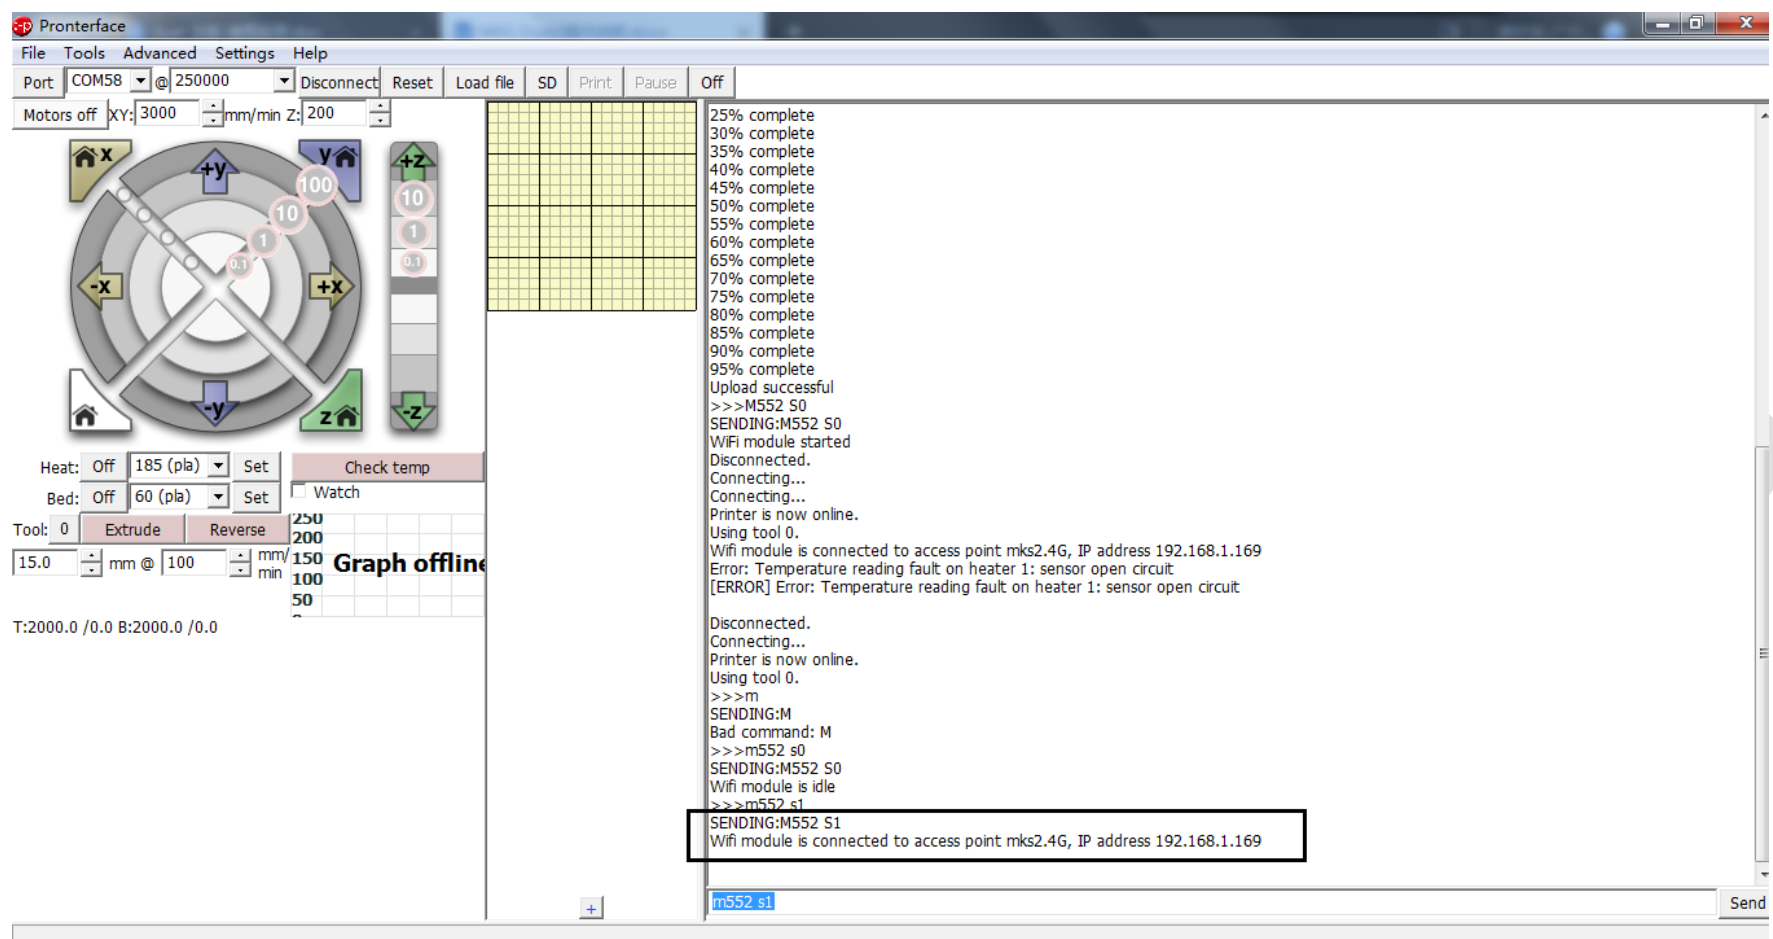 Pronterface
File Tools Advanced Settings Help
Port COM58 @ 250000 Disconnect Reset Load file SD Print Pause Off
Motors off XY: 3000 mm/min Z: 200
x
y
+y
100
10
1
0.1
-x
+x
-y
z
+z
10
1
0.1
-z
Heat: Off 185 (pla) Set Check temp
Bed: Off 60 (pla) Set Watch
Tool: 0 Extrude Reverse
15.0 mm @ 100 mm/
min
250
200
150
100
50
Graph offline
T:2000.0 /0.0 B:2000.0 /0.0
+
25% complete
30% complete
35% complete
40% complete
45% complete
50% complete
55% complete
60% complete
65% complete
70% complete
75% complete
80% complete
85% complete
90% complete
95% complete
Upload successful
>>>M552 S0
SENDING:M552 S0
WiFi module started
Disconnected.
Connecting...
Connecting...
Printer is now online.
Using tool 0.
Wifi module is connected to access point mks2.4G, IP address 192.168.1.169
Error: Temperature reading fault on heater 1: sensor open circuit
[ERROR] Error: Temperature reading fault on heater 1: sensor open circuit
Disconnected.
Connecting...
Printer is now online.
Using tool 0.
>>>m
SENDING:M
Bad command: M
>>>m552 s0
SENDING:M552 S0
Wifi module is idle
>>>m552 s1
SENDING:M552 S1
Wifi module is connected to access point mks2.4G, IP address 192.168.1.169
m552 s1 Send